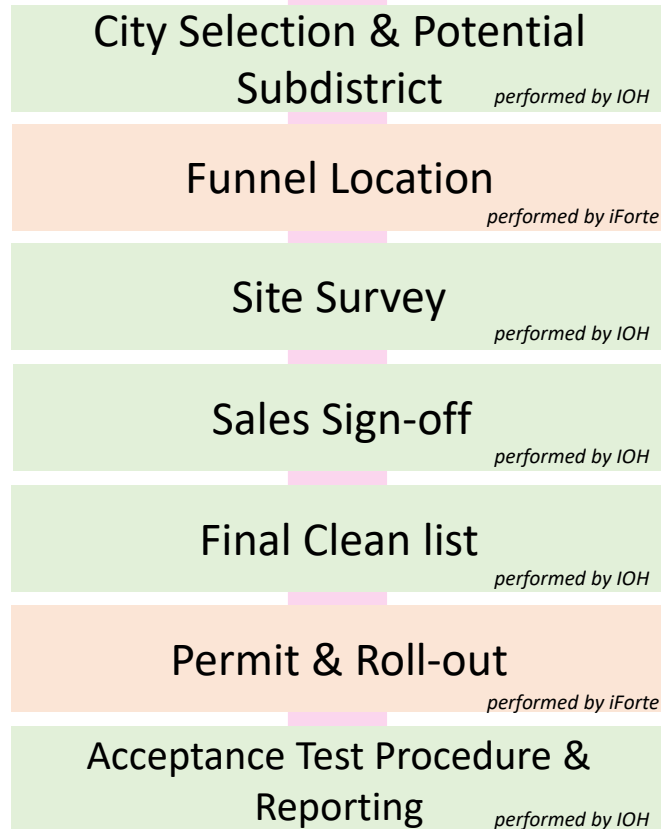 City Selection & Potential
Subdistrict
performed by IOH
Funnel Location
performed by iForte
Site Survey
performed by IOH
Sales Sign-off
performed by IOH
Final Clean list
performed by IOH
Permit & Roll-out
performed by iForte
Acceptance Test Procedure &
Reporting
performed by IOH